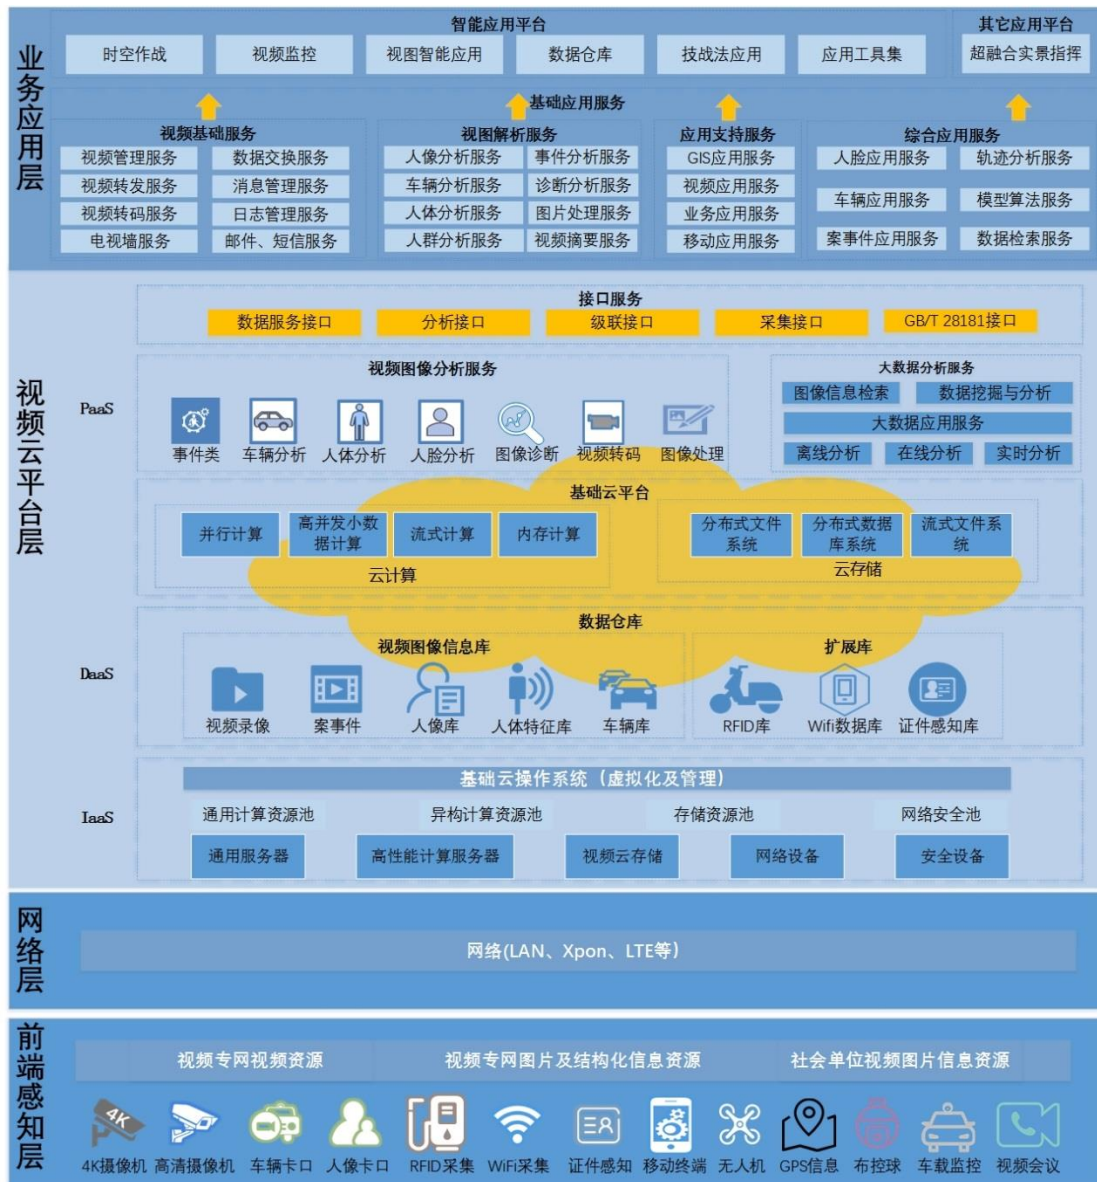 业务应用层
智能应用平台
其它应用平台
时空作战 视频监控 视图智能应用 数据仓库 技战法应用 应用工具集 超融合实景指挥
基础应用服务
视频基础服务 视图解析服务 应用支持服务 综合应用服务
视频管理服务 数据交换服务 人像分析服务 事件分析服务 GIS应用服务 人脸应用服务 轨迹分析服务
视频转发服务 消息管理服务 车辆分析服务 诊断分析服务 视频应用服务
车辆应用服务 模型算法服务
视频转码服务 日志管理服务 人体分析服务 图片处理服务 业务应用服务
电视墙服务 邮件、短信服务 人群分析服务 视频摘要服务 移动应用服务 案事件应用服务 数据检索服务
视频云平台层
接口服务
数据服务接口 分析接口 级联接口 采集接口 GB/T 28181接口
PaaS
视频图像分析服务
事件类 车辆分析 人体分析 人脸分析 图像诊断 视频转码 图像处理
大数据分析服务
图像信息检索 数据挖掘与分析
大数据应用服务
离线分析 在线分析 实时分析
基础云平台
并行计算 高并发小数据计算 流式计算 内存计算
云计算
分布式文件系统 分布式数据库系统 流式文件系统
云存储
DaaS
数据仓库
视频图像信息库
视频录像 案事件 人像库 人体特征库 车辆库
扩展库
RFID库 Wifi数据库 证件感知库
IaaS
基础云操作系统（虚拟化及管理）
通用计算资源池 异构计算资源池 存储资源池 网络安全池
通用服务器 高性能计算服务器 视频云存储 网络设备 安全设备
网络层
网络(LAN、Xpon、LTE等）
前端感知层
视频专网视频资源 视频专网图片及结构化信息资源 社会单位视频图片信息资源
4K
4K摄像机 高清摄像机 车辆卡口 人像卡口 RFID采集 WiFi采集 证件感知 移动终端 无人机 GPS信息 布控球 车载监控 视频会议